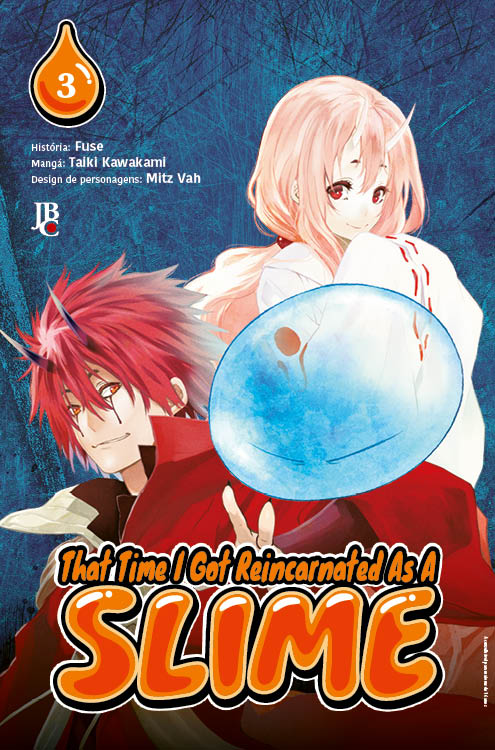 3
História: Fuse
Mangá: Taiki Kawakami
Design de personagens: Mitz Vah
JBC
That Time I Got Reincarnated As A
SLIME